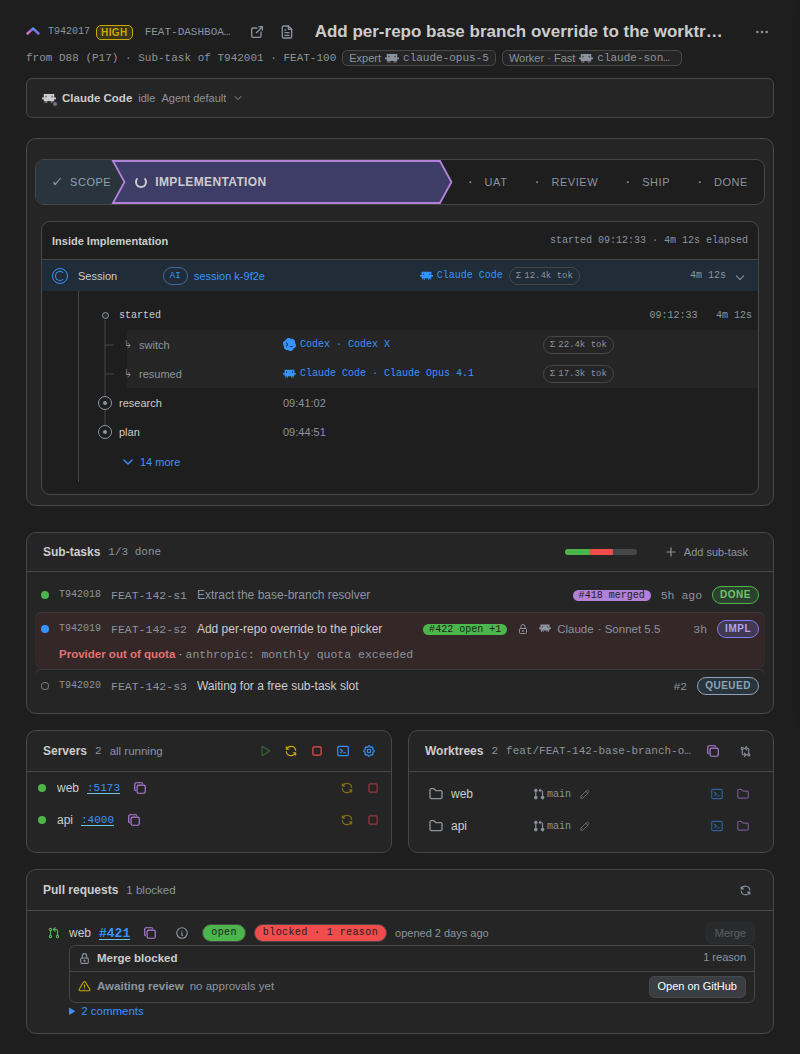 T942017 HIGH FEAT-DASHBOA… Add per-repo base branch override to the worktr…
from D88 (P17) · Sub-task of T942001 · FEAT-100 Expert claude-opus-5 Worker · Fast claude-son…
Claude Code idle Agent default
SCOPE IMPLEMENTATION · UAT · REVIEW · SHIP · DONE
Inside Implementation started 09:12:33 · 4m 12s elapsed
Session AI session k-9f2e Claude Code Σ 12.4k tok 4m 12s
started 09:12:33 4m 12s
↳ switch Codex · Codex X Σ 22.4k tok
↳ resumed Claude Code · Claude Opus 4.1 Σ 17.3k tok
research 09:41:02
plan 09:44:51
14 more
Sub-tasks 1/3 done Add sub-task
T942018 FEAT-142-s1 Extract the base-branch resolver #418 merged 5h ago DONE
T942019 FEAT-142-s2 Add per-repo override to the picker #422 open +1 Claude · Sonnet 5.5 3h IMPL
Provider out of quota · anthropic: monthly quota exceeded
T942020 FEAT-142-s3 Waiting for a free sub-task slot #2 QUEUED
Servers 2 all running
web :5173
api :4000
Worktrees 2 feat/FEAT-142-base-branch-o…
web main
api main
Pull requests 1 blocked
web #421 open blocked · 1 reason opened 2 days ago Merge
Merge blocked 1 reason
Awaiting review no approvals yet Open on GitHub
2 comments